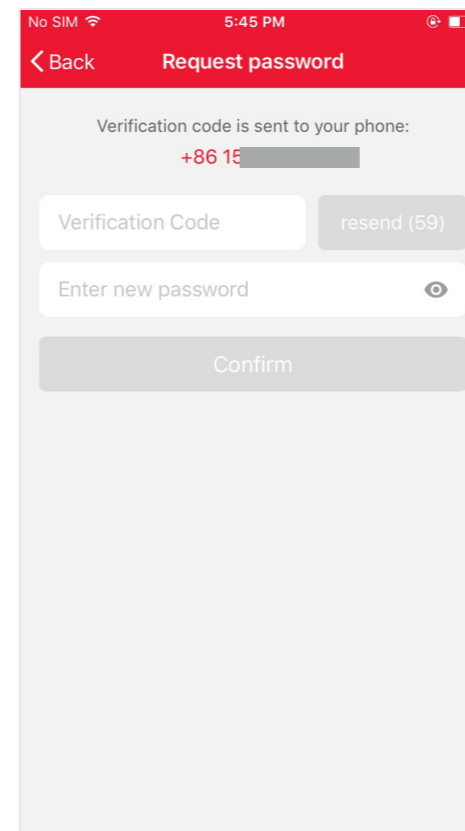 No SIM 5:45 PM
Back Request password
Verification code is sent to your phone:
+86 15
Verification Code resend (59)
Enter new password
Confirm